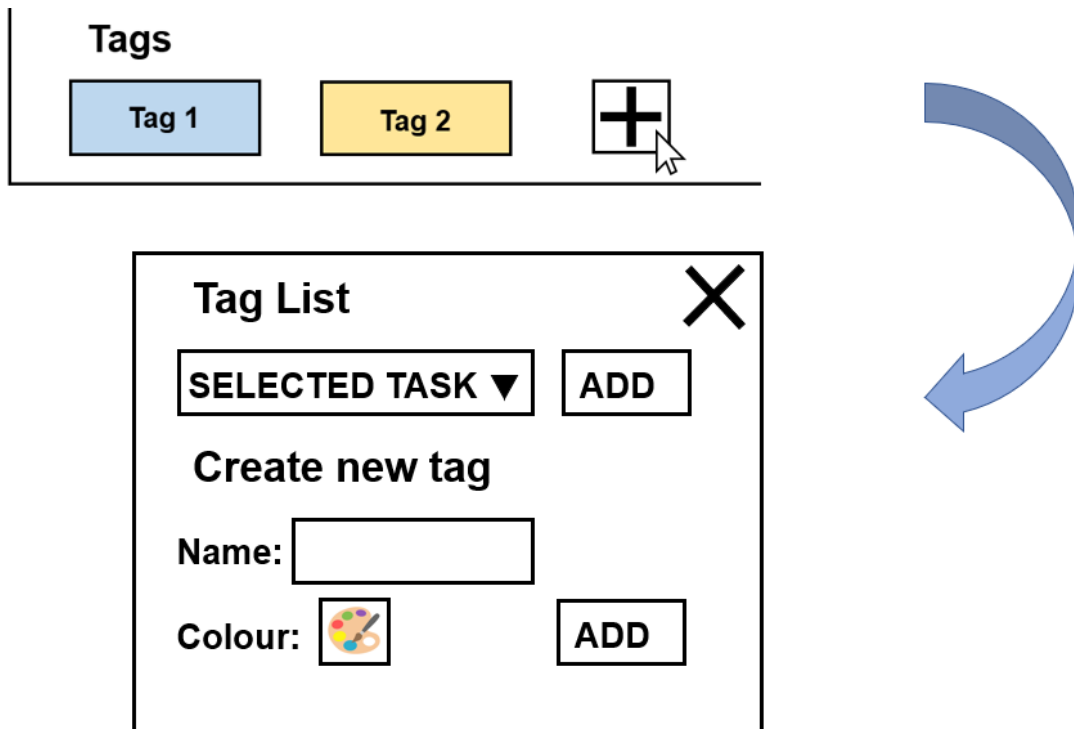 Tags
Tag 1 Tag 2
Tag List
SELECTED TASK ▼ ADD
Create new tag
Name:
Colour: ADD